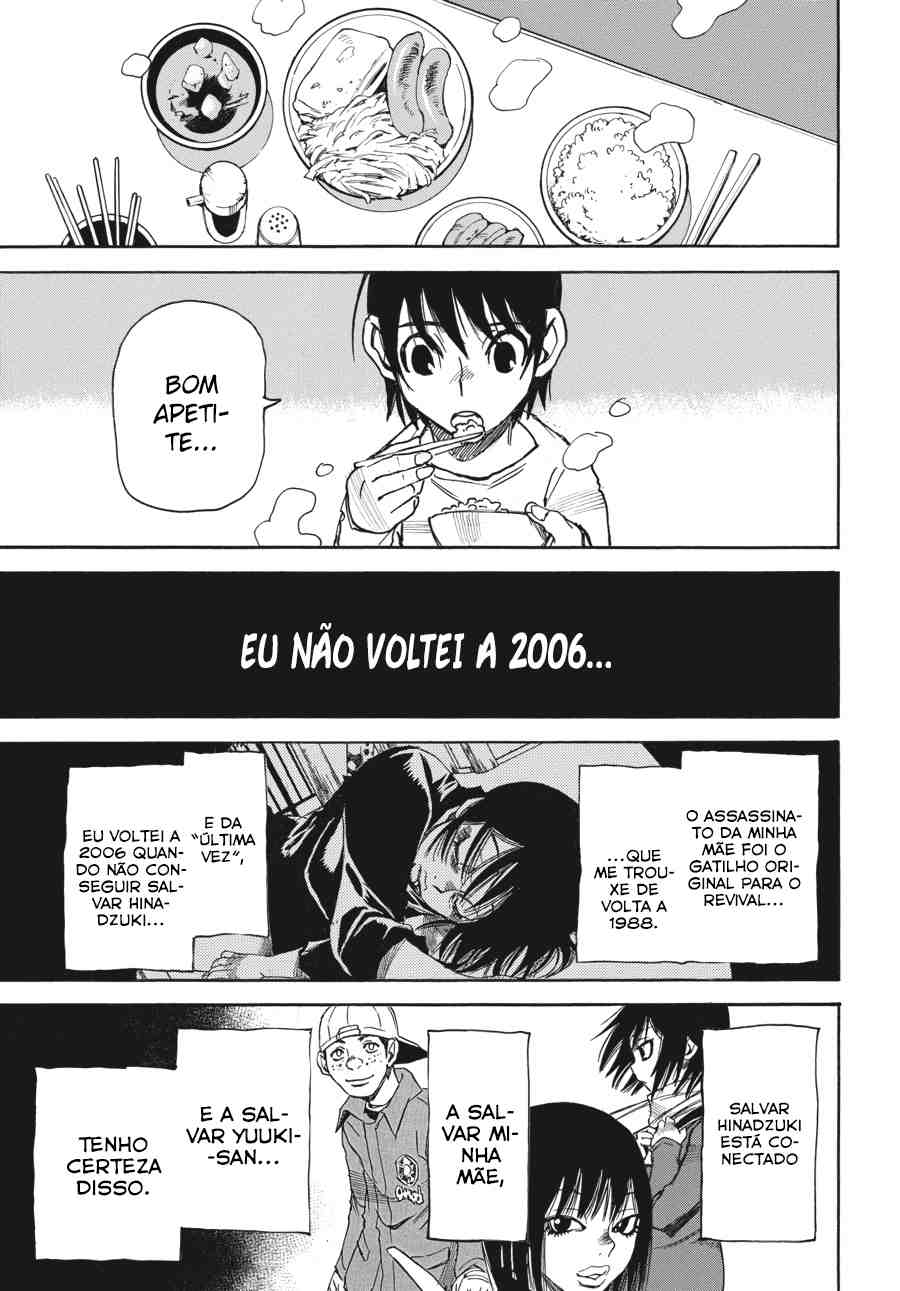 BOM
APETI-
TE...
EU NÃO VOLTEI A 2006...
O ASSASSINA-
TO DA MINHA
MÃE FOI O
GATILHO ORI-
GINAL PARA O
REVIVAL...
...QUE
ME TROU-
XE DE
VOLTA A
1988.
E DA
“ÚLTIMA
VEZ”,
EU VOLTEI A
2006 QUAN-
DO NÃO CON-
SEGUIR SAL-
VAR HINA-
DZUKI...
SALVAR
HINADZUKI
ESTÁ CO-
NECTADO
A SAL-
VAR MI-
NHA
MÃE,
E A SAL-
VAR YUUKI-
-SAN...
TENHO
CERTEZA
DISSO.